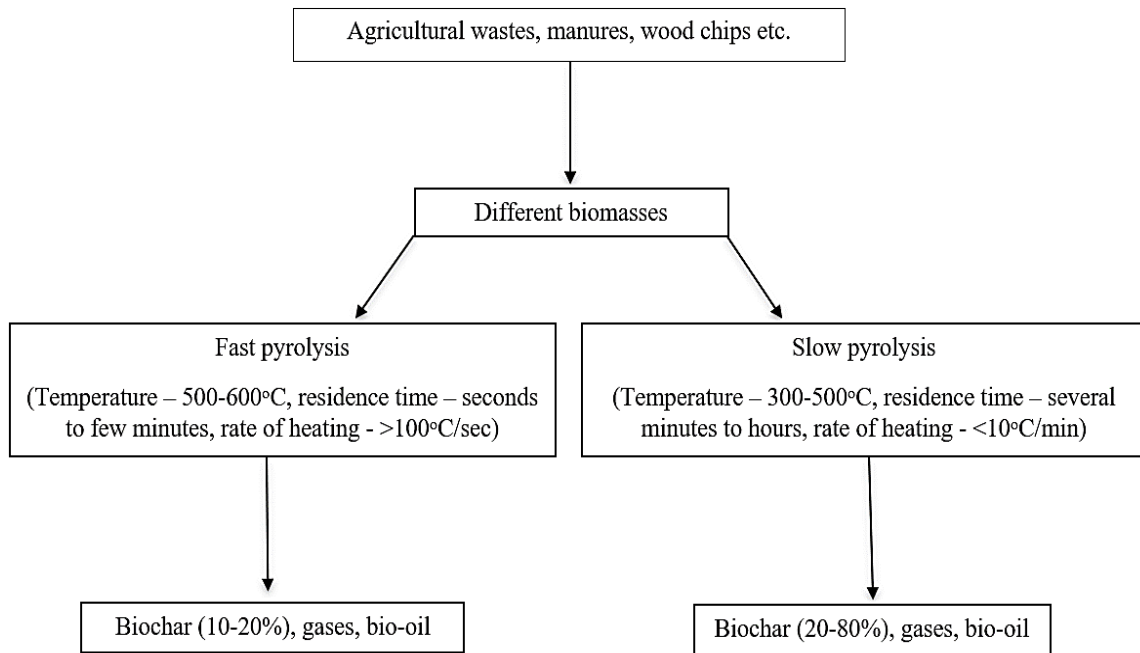 Agricultural wastes, manures, wood chips etc.
Different biomasses
Fast pyrolysis
(Temperature – 500-600°C, residence time – seconds
to few minutes, rate of heating - >100°C/sec)
Slow pyrolysis
(Temperature – 300-500°C, residence time – several
minutes to hours, rate of heating - <10°C/min)
Biochar (10-20%), gases, bio-oil
Biochar (20-80%), gases, bio-oil